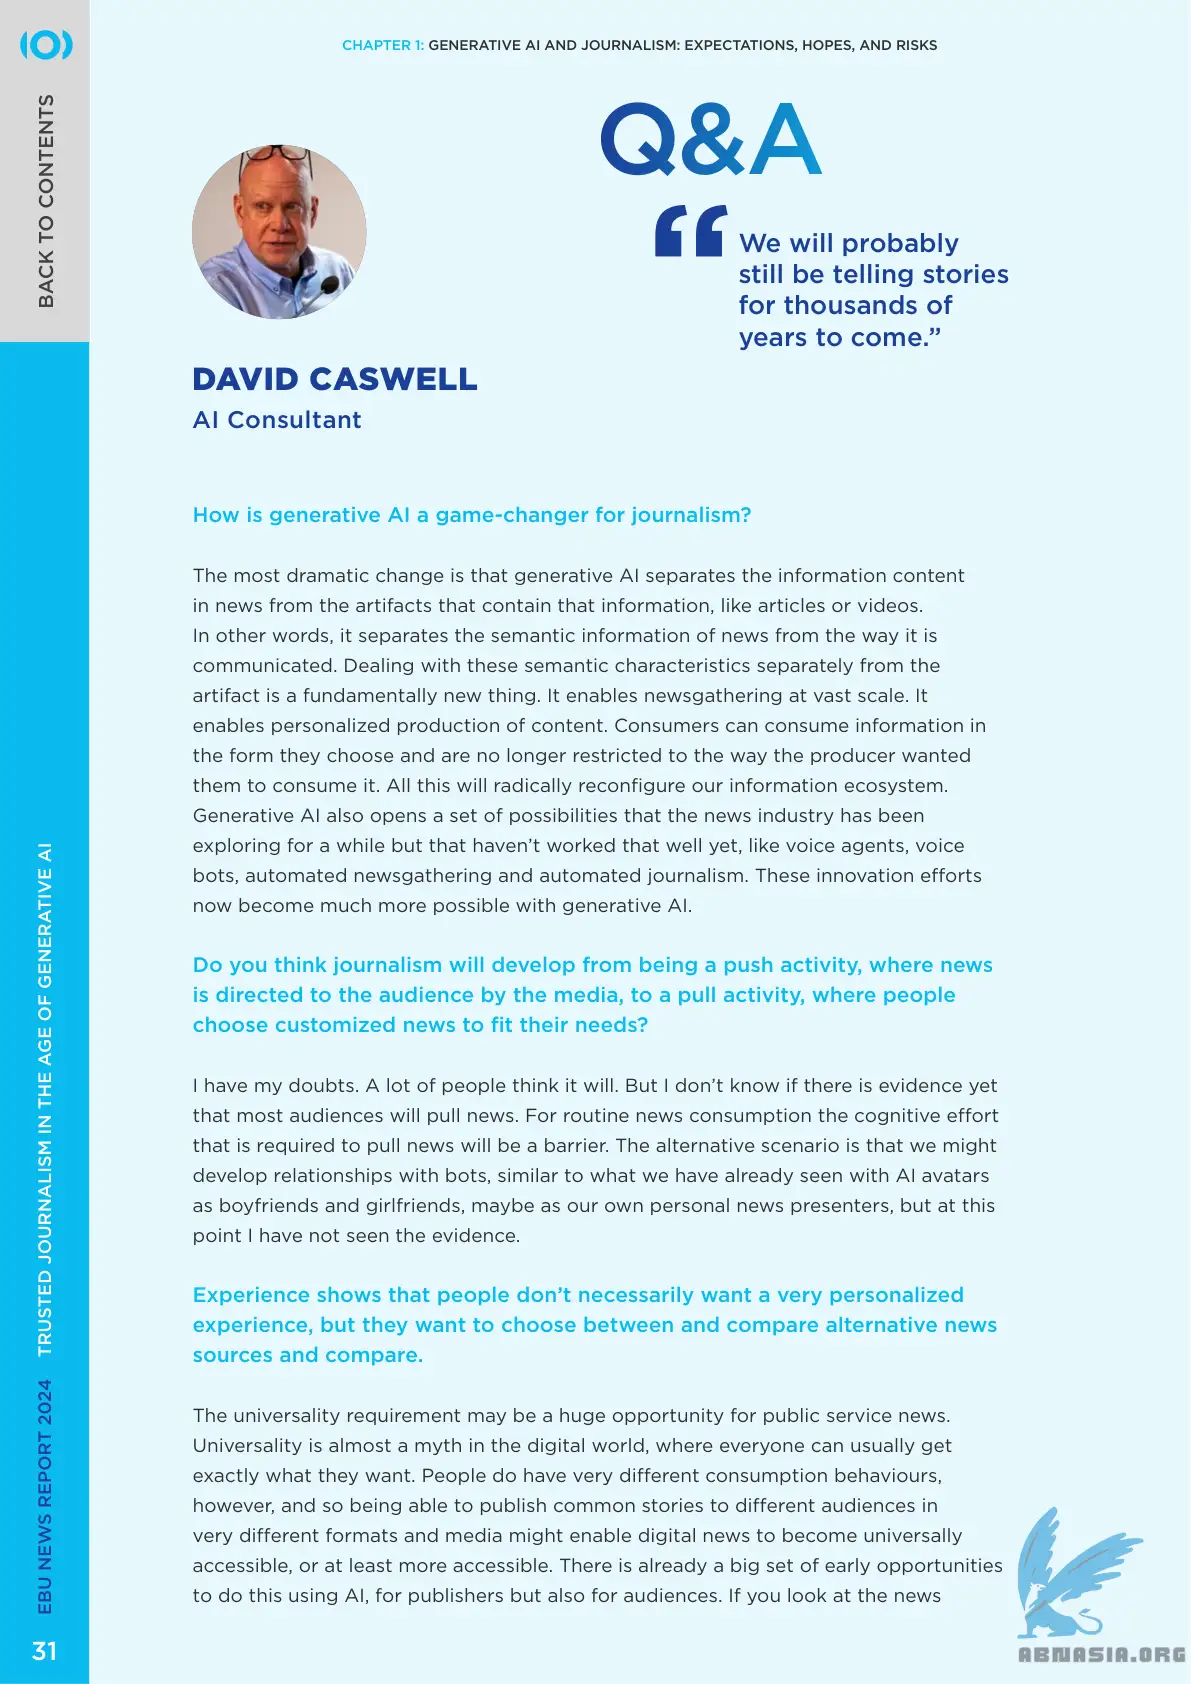 CHAPTER 1: GENERATIVE AI AND JOURNALISM: EXPECTATIONS, HOPES, AND RISKS
BACK TO CONTENTS
Q&A
“We will probably
still be telling stories
for thousands of
years to come.”
DAVID CASWELL
AI Consultant
How is generative AI a game-changer for journalism?
The most dramatic change is that generative AI separates the information content
in news from the artifacts that contain that information, like articles or videos.
In other words, it separates the semantic information of news from the way it is
communicated. Dealing with these semantic characteristics separately from the
artifact is a fundamentally new thing. It enables newsgathering at vast scale. It
enables personalized production of content. Consumers can consume information in
the form they choose and are no longer restricted to the way the producer wanted
them to consume it. All this will radically reconfigure our information ecosystem.
Generative AI also opens a set of possibilities that the news industry has been
exploring for a while but that haven’t worked that well yet, like voice agents, voice
bots, automated newsgathering and automated journalism. These innovation efforts
now become much more possible with generative AI.
Do you think journalism will develop from being a push activity, where news
is directed to the audience by the media, to a pull activity, where people
choose customized news to fit their needs?
I have my doubts. A lot of people think it will. But I don’t know if there is evidence yet
that most audiences will pull news. For routine news consumption the cognitive effort
that is required to pull news will be a barrier. The alternative scenario is that we might
develop relationships with bots, similar to what we have already seen with AI avatars
as boyfriends and girlfriends, maybe as our own personal news presenters, but at this
point I have not seen the evidence.
Experience shows that people don’t necessarily want a very personalized
experience, but they want to choose between and compare alternative news
sources and compare.
The universality requirement may be a huge opportunity for public service news.
Universality is almost a myth in the digital world, where everyone can usually get
exactly what they want. People do have very different consumption behaviours,
however, and so being able to publish common stories to different audiences in
very different formats and media might enable digital news to become universally
accessible, or at least more accessible. There is already a big set of early opportunities
to do this using AI, for publishers but also for audiences. If you look at the news
EBU NEWS REPORT 2024 TRUSTED JOURNALISM IN THE AGE OF GENERATIVE AI
31
ABNASIA.ORG